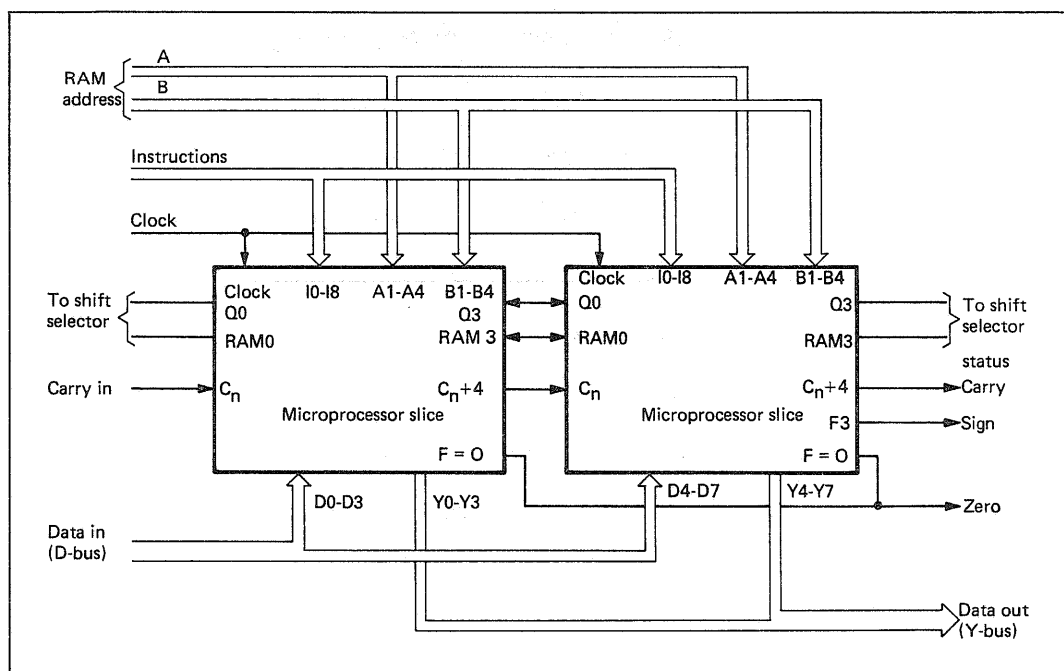 A
RAM
address
B
Instructions
Clock
Clock
I0-I8
A1-A4
B1-B4
Q0
Q3
RAM0
RAM 3
Cn
Cn+4
Microprocessor slice
F = O
Clock
I0-I8
A1-A4
B1-B4
Q0
Q3
RAM0
RAM3
Cn
Cn+4
Microprocessor slice
F3
F = O
To shift
selector
Carry in
To shift
selector
status
Carry
Sign
Zero
D0-D3
Y0-Y3
D4-D7
Y4-Y7
Data in
(D-bus)
Data out
(Y-bus)